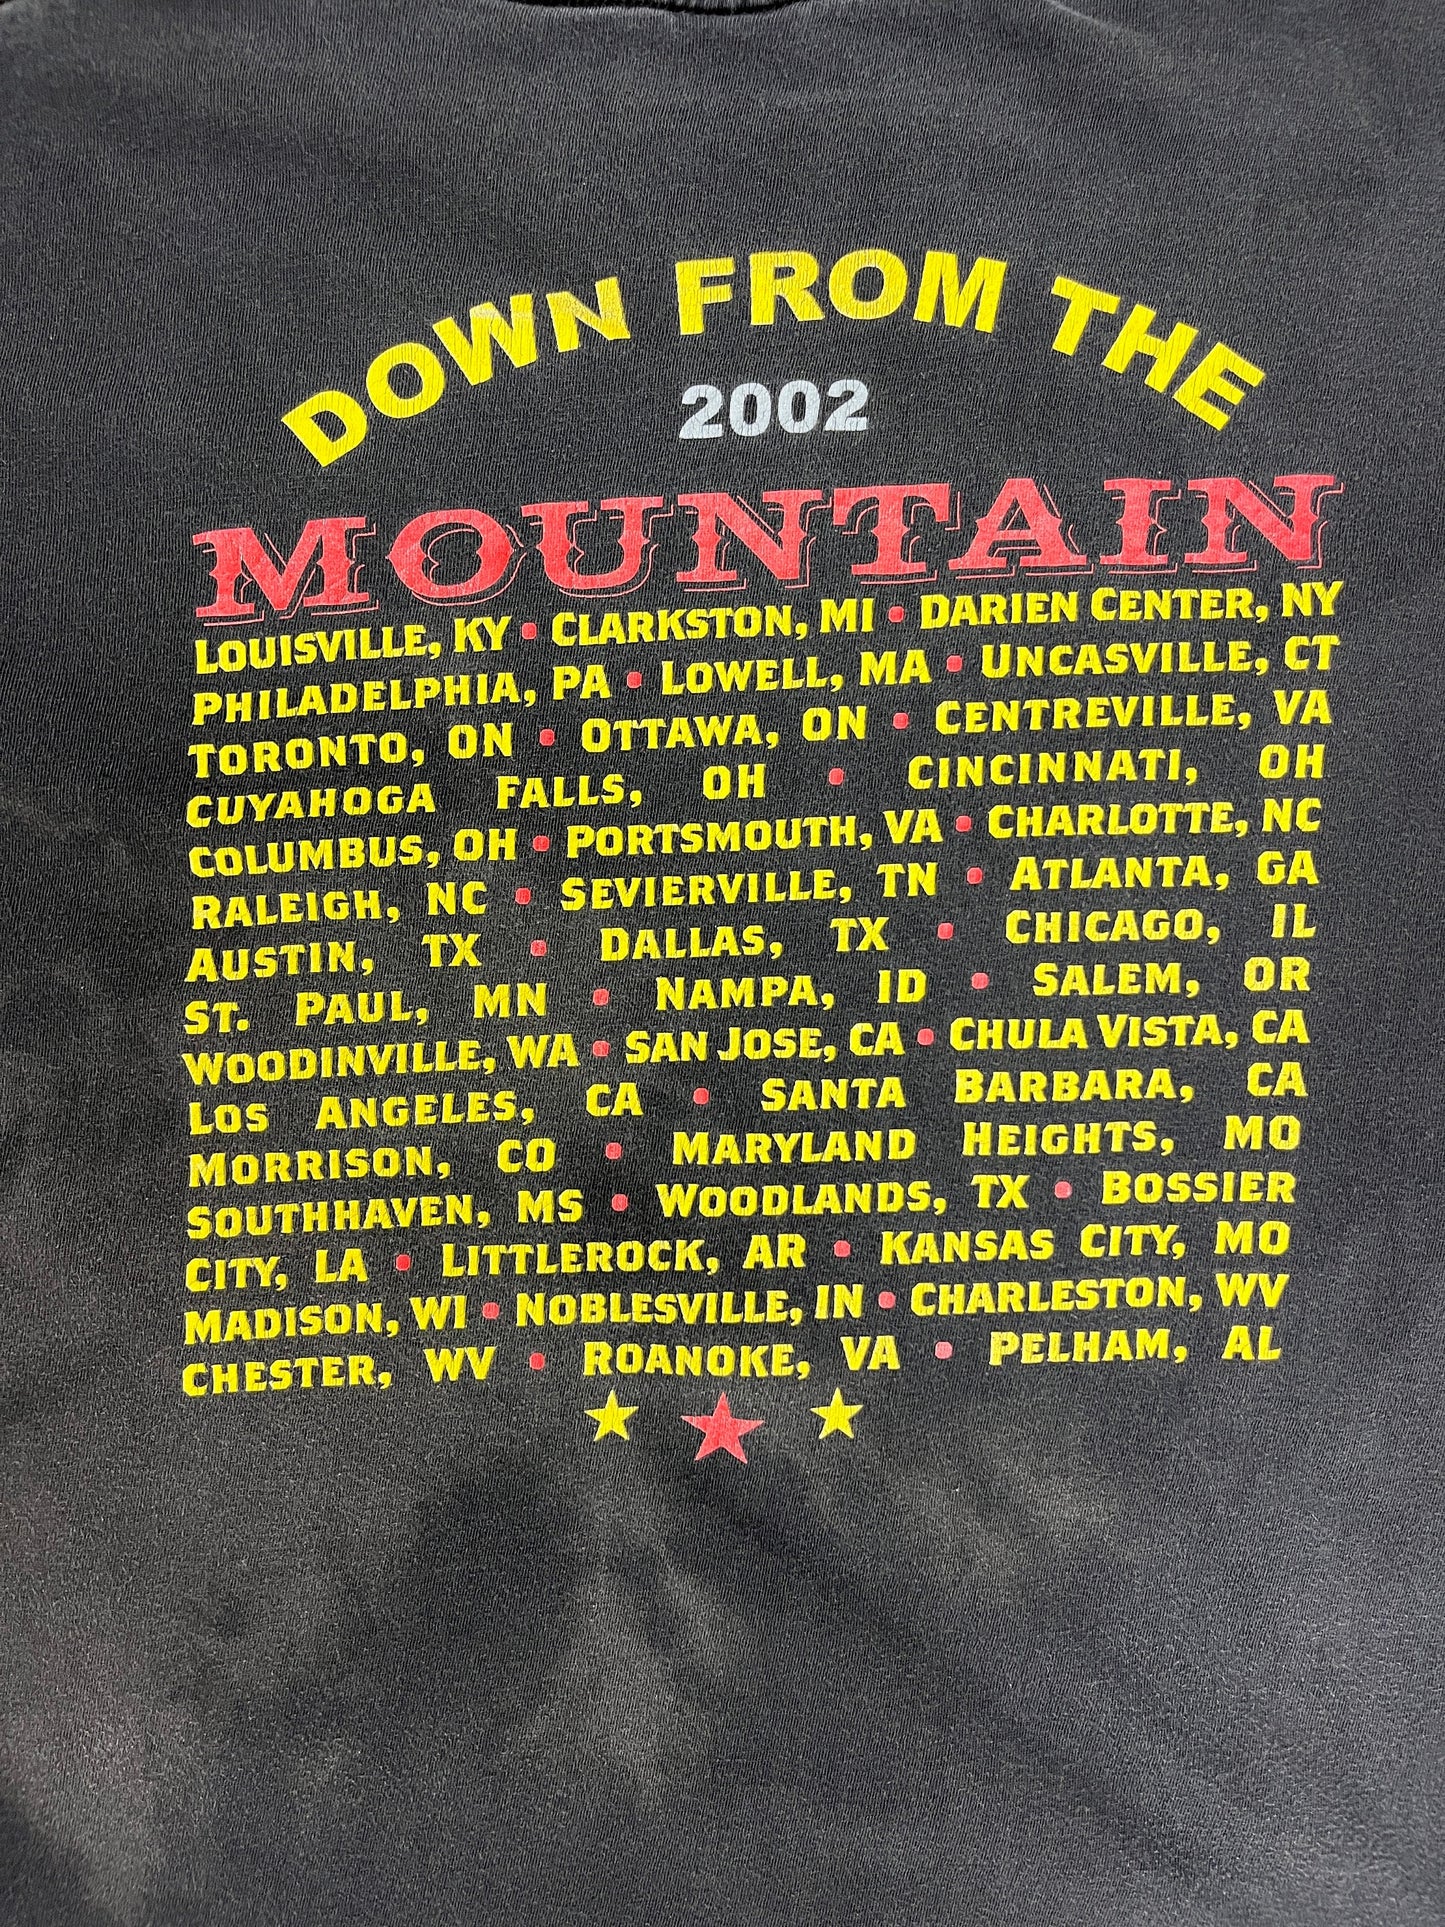 DOWN FROM THE
2002
MOUNTAIN
LOUISVILLE, KY • CLARKSTON, MI • DARIEN CENTER, NY
PHILADELPHIA, PA • LOWELL, MA • UNCASVILLE, CT
TORONTO, ON • OTTAWA, ON • CENTREVILLE, VA
CUYAHOGA FALLS, OH • CINCINNATI, OH
COLUMBUS, OH • PORTSMOUTH, VA • CHARLOTTE, NC
RALEIGH, NC • SEVIERVILLE, TN • ATLANTA, GA
AUSTIN, TX • DALLAS, TX • CHICAGO, IL
ST. PAUL, MN • NAMPA, ID • SALEM, OR
WOODINVILLE, WA • SAN JOSE, CA • CHULA VISTA, CA
LOS ANGELES, CA • SANTA BARBARA, CA
MORRISON, CO • MARYLAND HEIGHTS, MO
SOUTHHAVEN, MS • WOODLANDS, TX • BOSSIER
CITY, LA • LITTLEROCK, AR • KANSAS CITY, MO
MADISON, WI • NOBLESVILLE, IN • CHARLESTON, WV
CHESTER, WV • ROANOKE, VA • PELHAM, AL